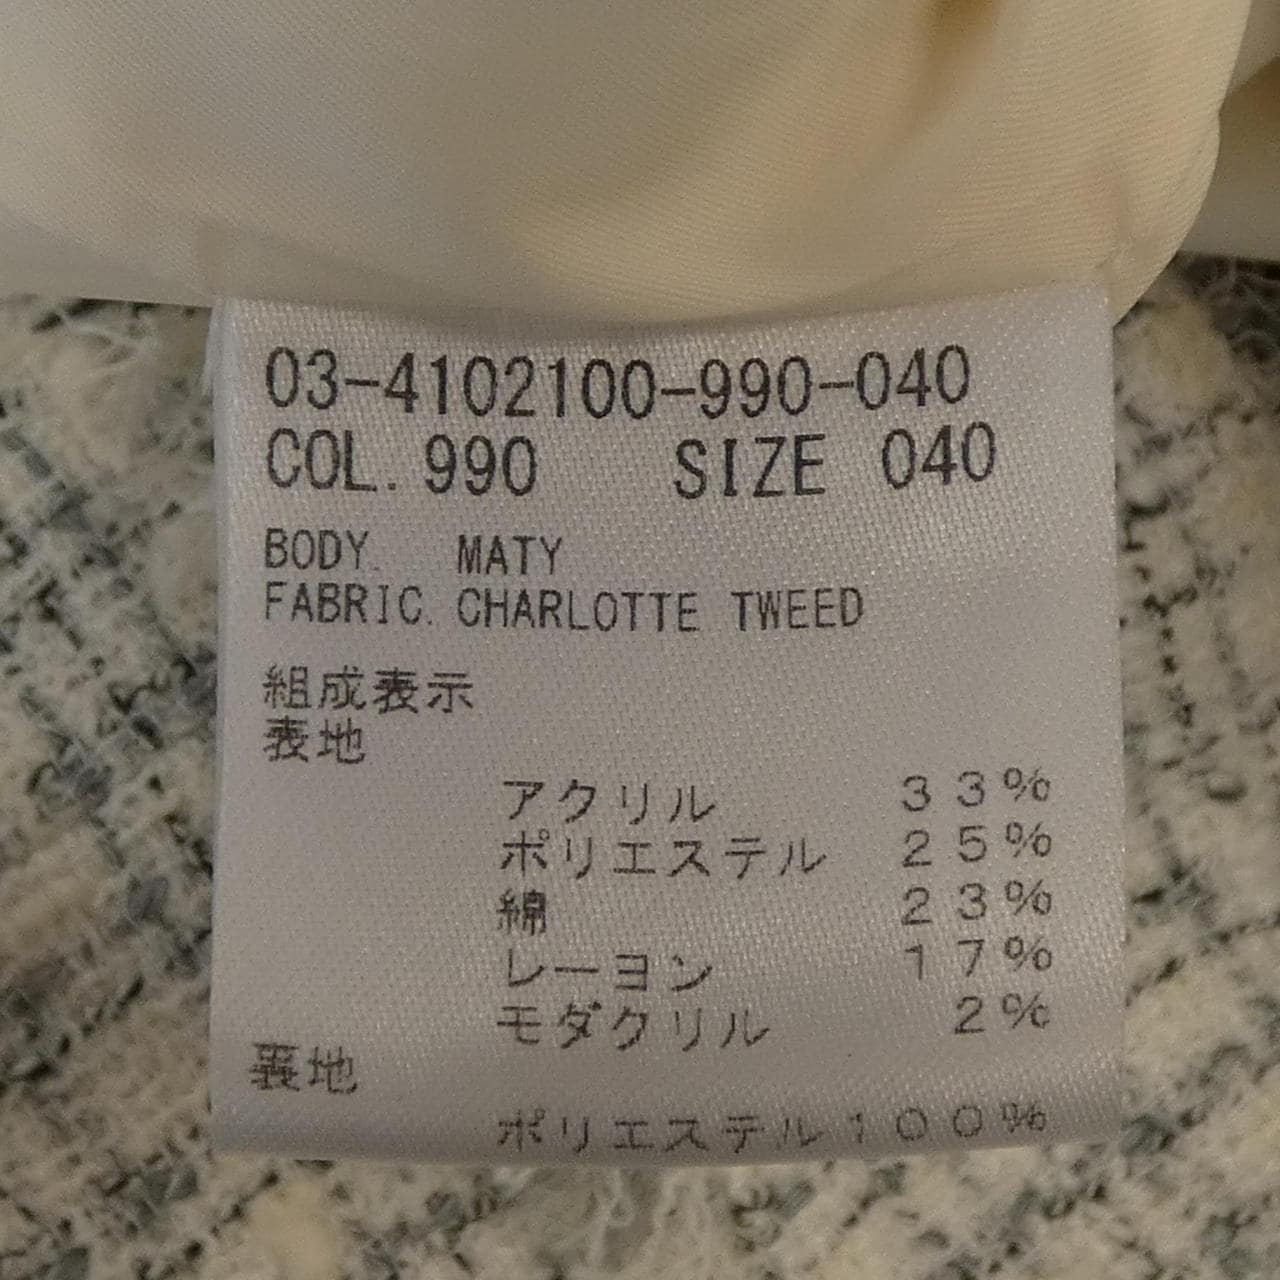 03-4102100-990-040
COL. 990 SIZE 040
BODY. MATY
FABRIC. CHARLOTTE TWEED
組成表示
表地
アクリル 33%
ポリエステル 25%
綿 23%
レーヨン 17%
モダクリル 2%
裏地
ポリエステル100%